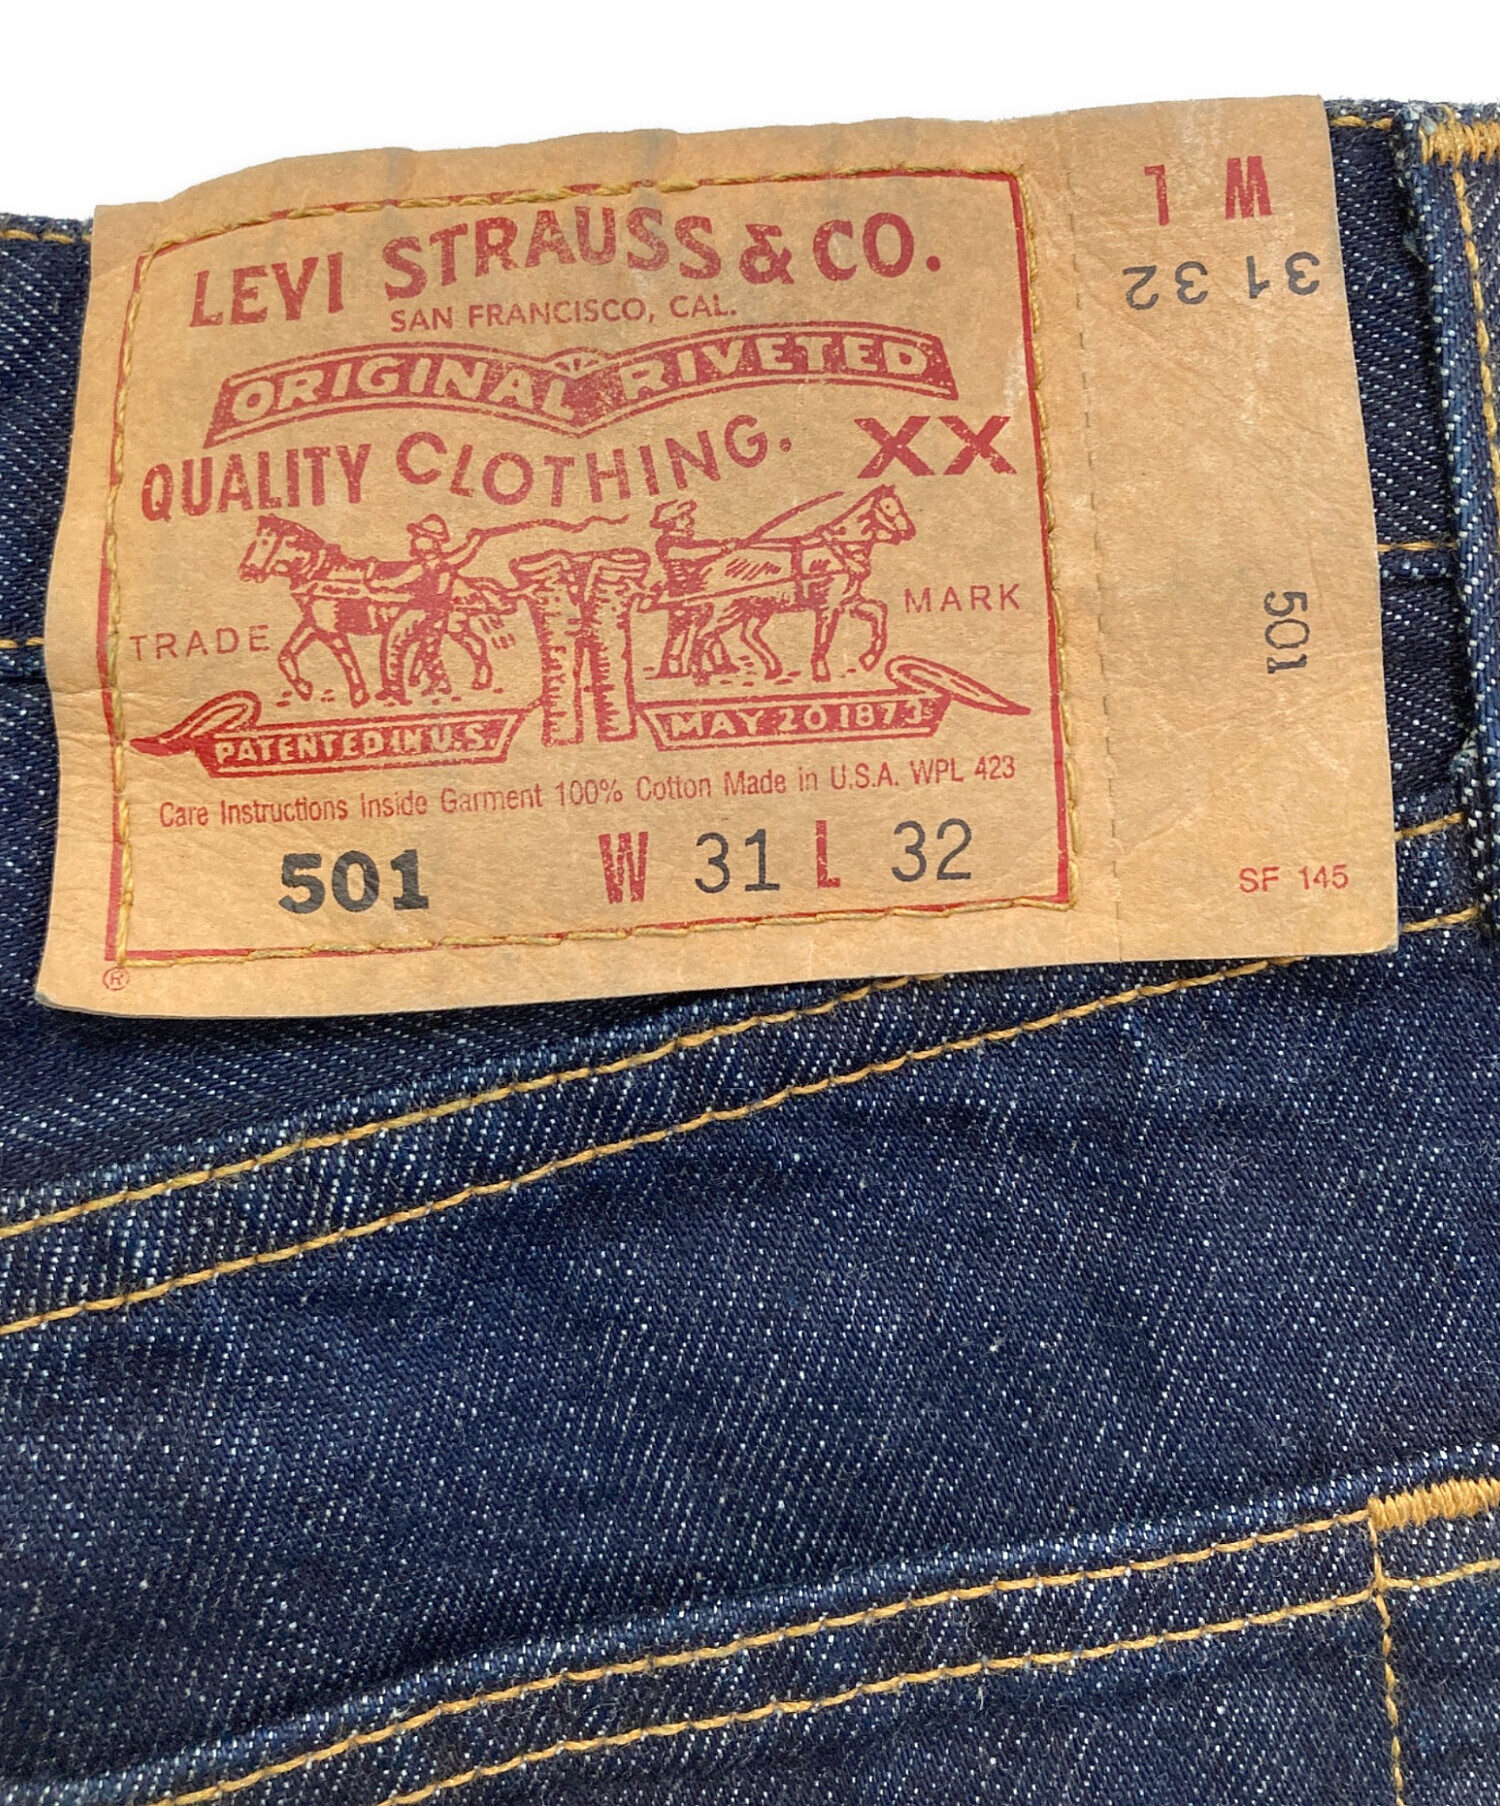 LEVI STRAUSS & CO.
SAN FRANCISCO, CAL.
ORIGINAL RIVETED
QUALITY CLOTHING. XX
TRADE MARK
PATENTED IN U.S. MAY 20 1873
Care Instructions Inside Garment 100% Cotton Made in U.S.A. WPL 423
501 W 31 L 32
®
W L
31 32
501
SF 145